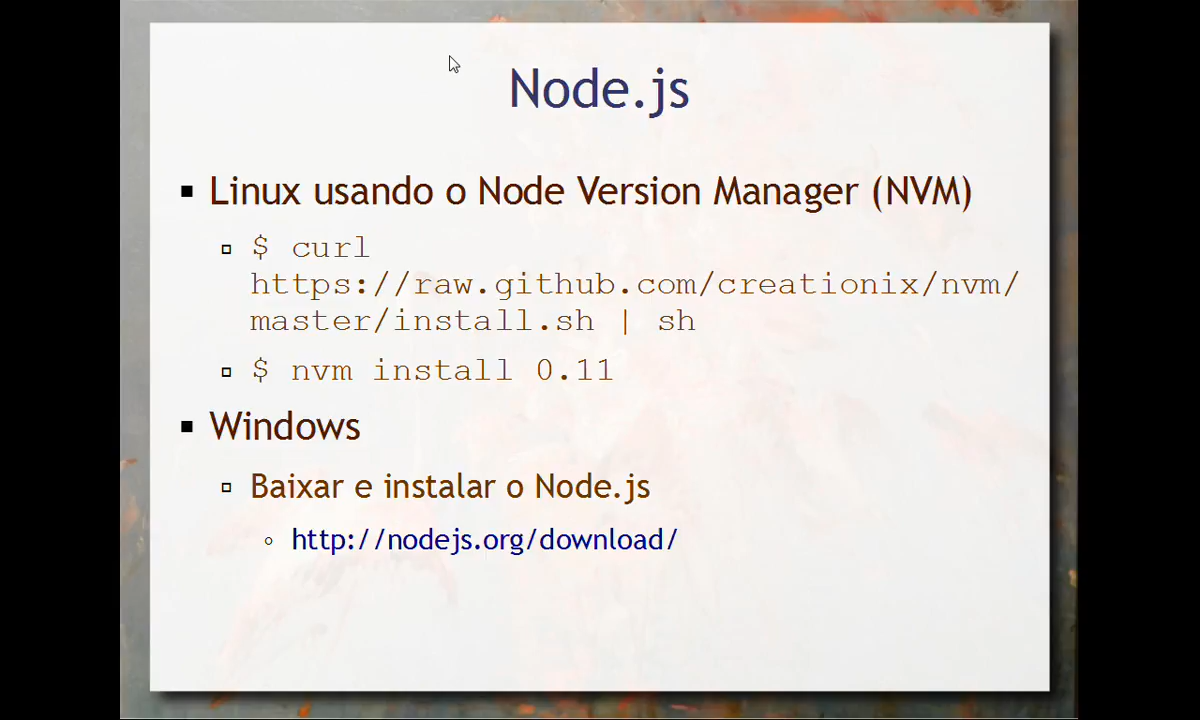 Node.js
Linux usando o Node Version Manager (NVM)
$ curl
https://raw.github.com/creationix/nvm/
master/install.sh | sh
$ nvm install 0.11
Windows
Baixar e instalar o Node.js
http://nodejs.org/download/